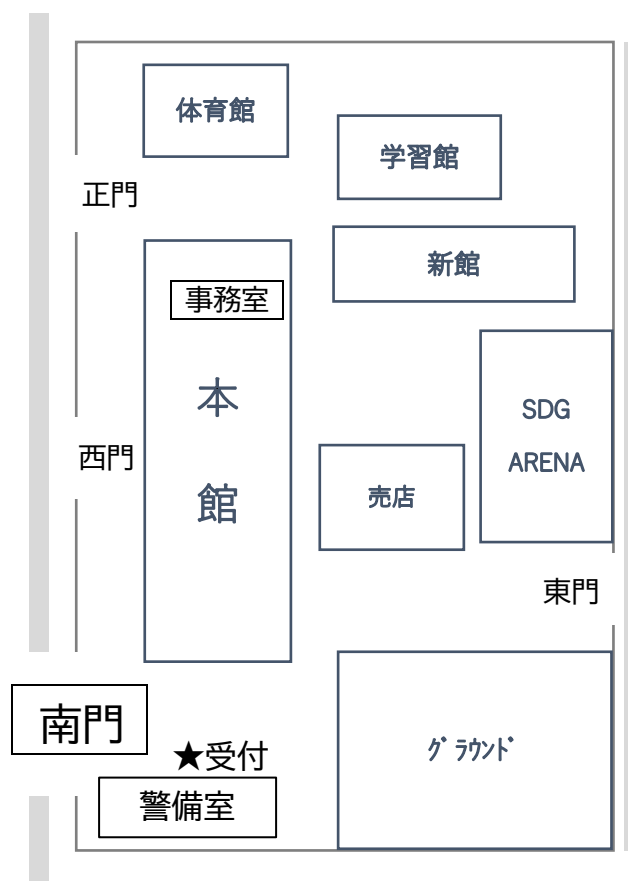 体育館
学習館
正門
新館
事務室
本
館
SDG
ARENA
西門
売店
東門
南門
★受付
ｸﾞﾗｳﾝﾄﾞ
警備室